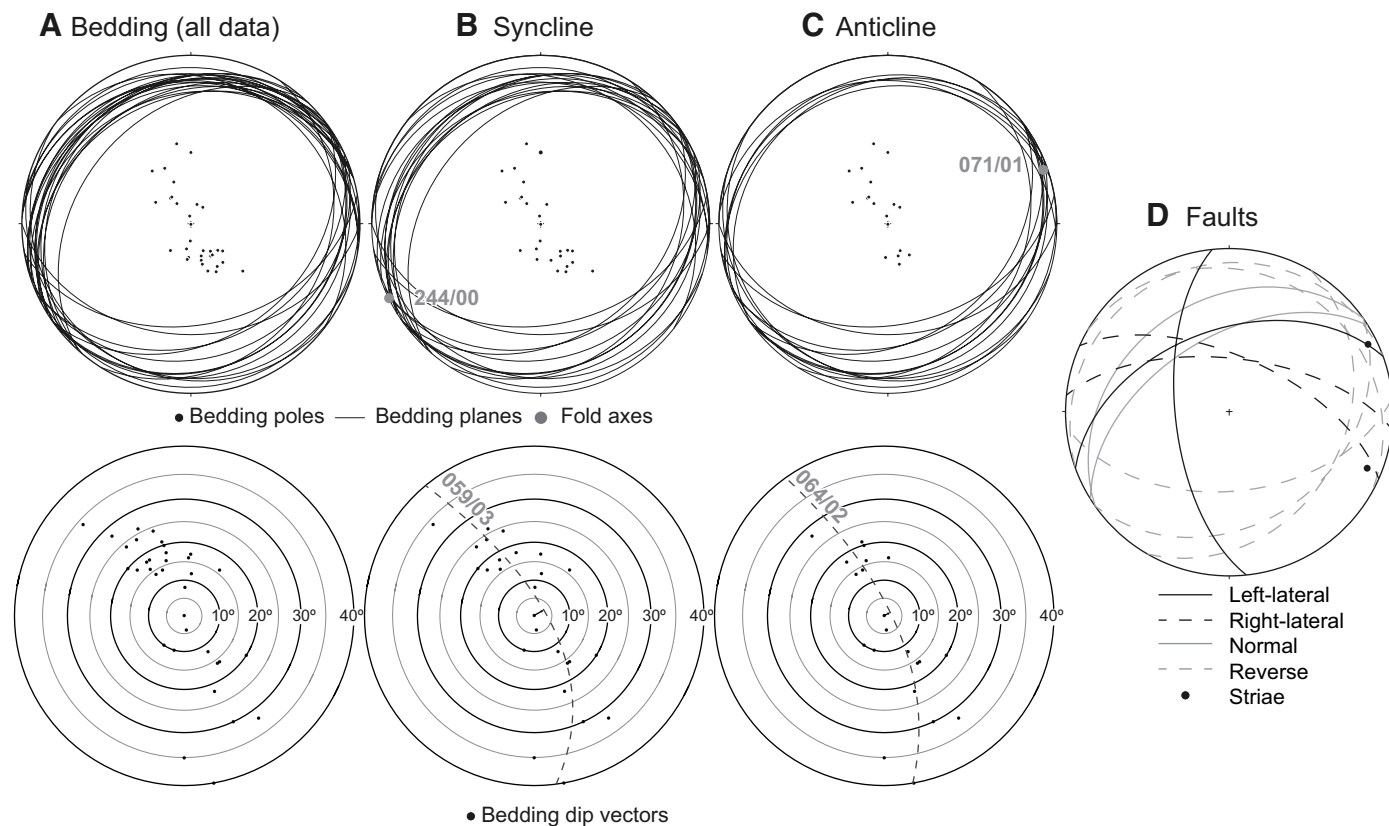 A Bedding (all data)
B Syncline
C Anticline
071/01
D Faults
244/00
Bedding poles
Bedding planes
Fold axes
059/03
064/02
10º 20º 30º 40º
10º 20º 30º 40º
10º 20º 30º 40º
Left-lateral
Right-lateral
Normal
Reverse
Striae
Bedding dip vectors